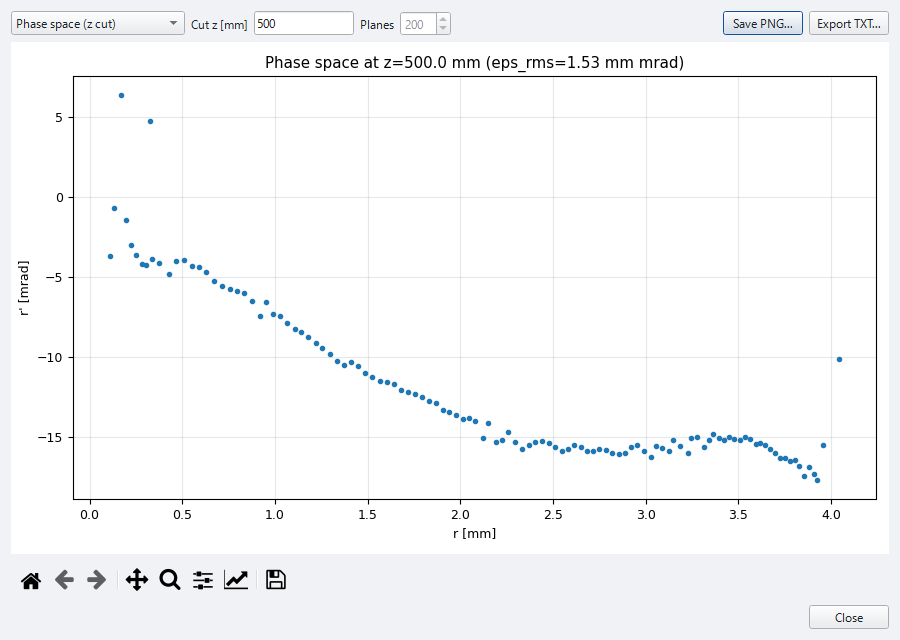 Phase space (z cut) Cut z [mm] 500 Planes 200 Save PNG... Export TXT...
Phase space at z=500.0 mm (eps_rms=1.53 mm mrad)
5
0
−5
−10
−15
r' [mrad]
0.0 0.5 1.0 1.5 2.0 2.5 3.0 3.5 4.0
r [mm]
Close